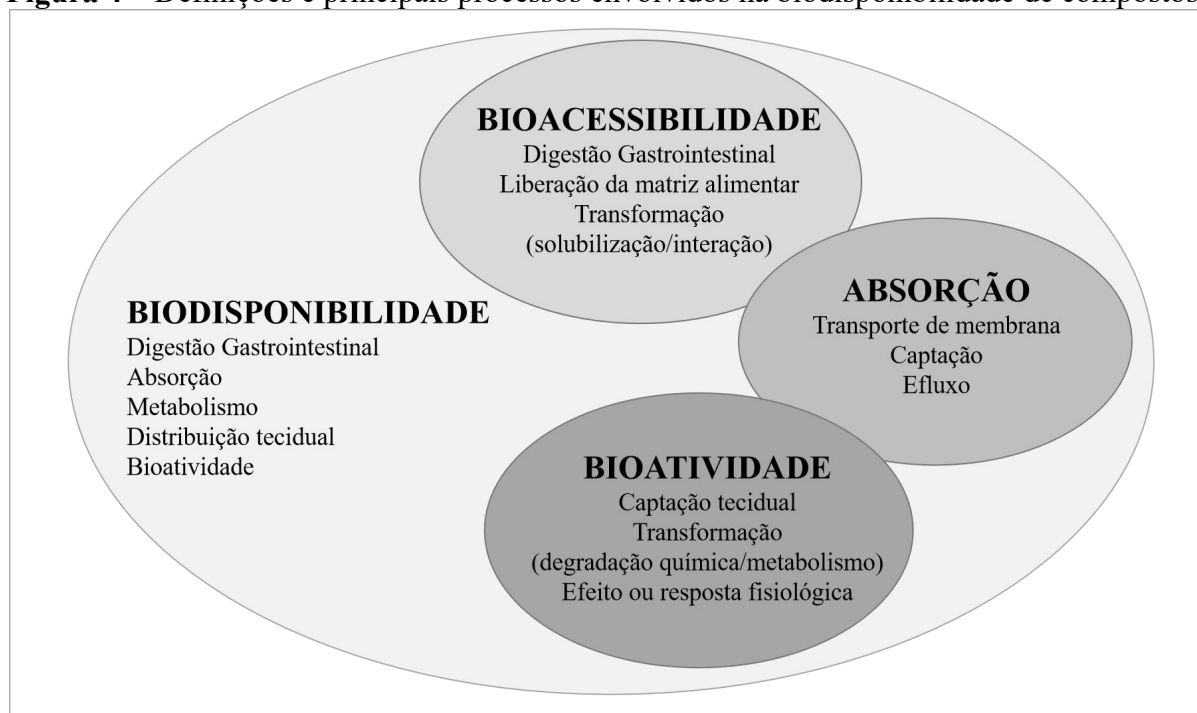 Figura 4 – Definições e principais processos envolvidos na biodisponibilidade de compostos
BIOACESSIBILIDADE
Digestão Gastrointestinal
Liberação da matriz alimentar
Transformação
(solubilização/interação)
ABSORÇÃO
Transporte de membrana
Captação
Efluxo
BIODISPONIBILIDADE
Digestão Gastrointestinal
Absorção
Metabolismo
Distribuição tecidual
Bioatividade
BIOATIVIDADE
Captação tecidual
Transformação
(degradação química/metabolismo)
Efeito ou resposta fisiológica